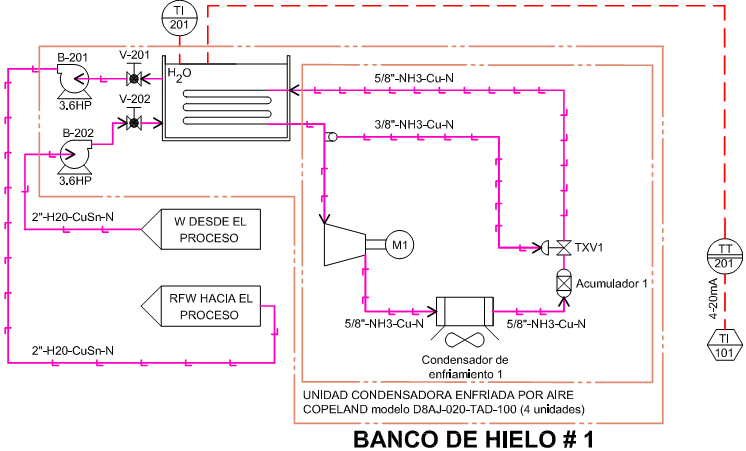 TI
201
B-201
V-201
H2O
3.6HP
V-202
B-202
3.6HP
5/8"-NH3-Cu-N
3/8"-NH3-Cu-N
2"-H20-CuSn-N
W DESDE EL
PROCESO
M1
TXV1
TT
201
Acumulador 1
RFW HACIA EL
PROCESO
4-20mA
5/8"-NH3-Cu-N
5/8"-NH3-Cu-N
TI
101
2"-H20-CuSn-N
Condensador de
enfriamiento 1
UNIDAD CONDENSADORA ENFRIADA POR AIRE
COPELAND modelo D8AJ-020-TAD-100 (4 unidades)
BANCO DE HIELO # 1